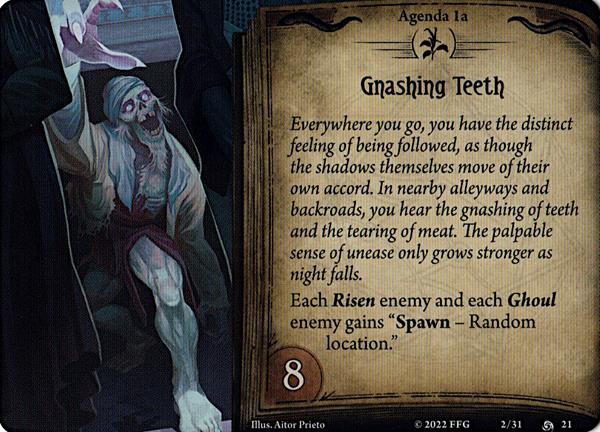 Agenda 1a
Gnashing Teeth
Everywhere you go, you have the distinct
feeling of being followed, as though
the shadows themselves move of their
own accord. In nearby alleyways and
backroads, you hear the gnashing of teeth
and the tearing of meat. The palpable
sense of unease only grows stronger as
night falls.
Each Risen enemy and each Ghoul
enemy gains “Spawn – Random
location.”
8
Illus. Aitor Prieto © 2022 FFG 2/31 21